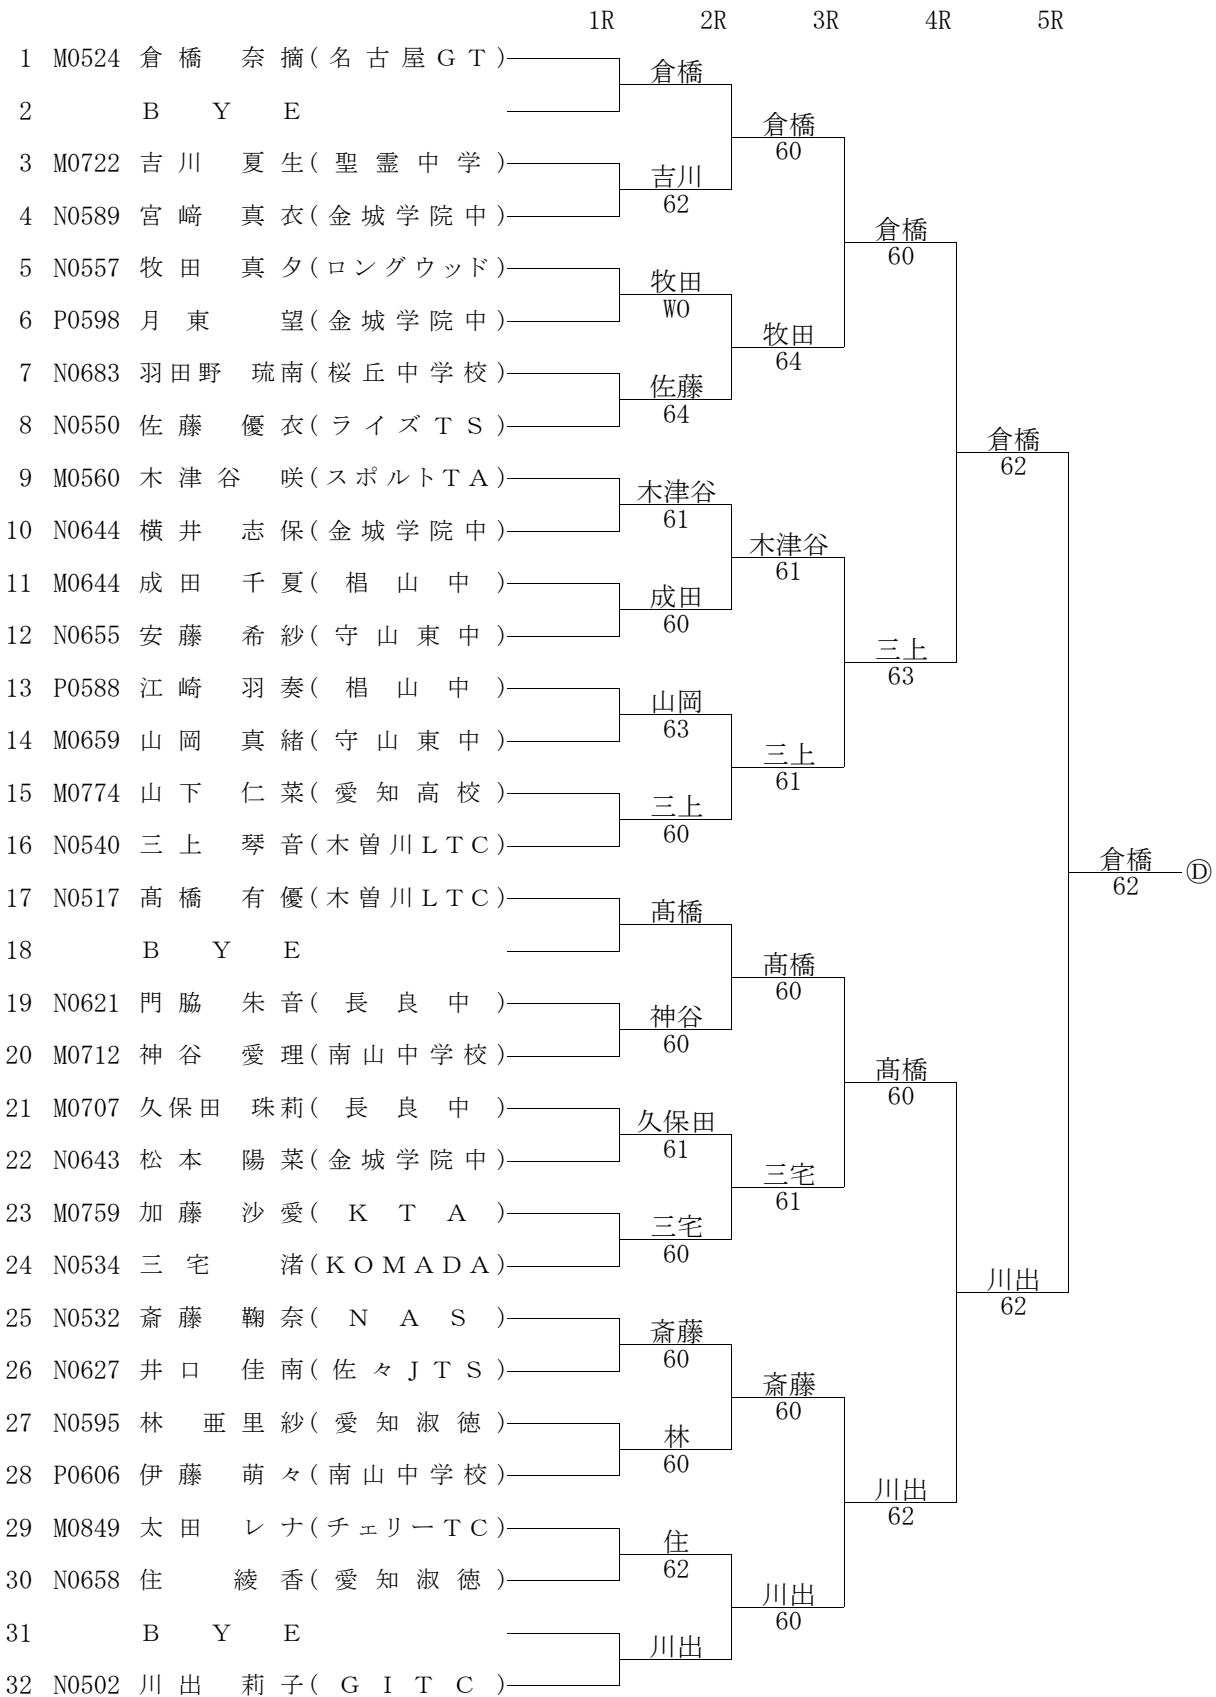 1R 2R 3R 4R 5R
1 M0524 倉橋 奈摘(名古屋GT)
倉橋
2 BYE
倉橋
60
3 M0722 吉川 夏生(聖霊中学)
吉川
62
4 N0589 宮﨑 真衣(金城学院中)
倉橋
60
5 N0557 牧田 真夕(ロングウッド)
牧田
WO
6 P0598 月東 望(金城学院中)
牧田
64
7 N0683 羽田野 琉南(桜丘中学校)
佐藤
64
8 N0550 佐藤 優衣(ライズTS)
倉橋
62
9 M0560 木津谷 咲(スポルトTA)
木津谷
61
10 N0644 横井 志保(金城学院中)
木津谷
61
11 M0644 成田 千夏(椙山中)
成田
60
12 N0655 安藤 希紗(守山東中)
三上
63
13 P0588 江崎 羽奏(椙山中)
山岡
63
14 M0659 山岡 真緒(守山東中)
三上
61
15 M0774 山下 仁菜(愛知高校)
三上
60
16 N0540 三上 琴音(木曽川LTC)
倉橋
62
Ⓓ
17 N0517 髙橋 有優(木曽川LTC)
髙橋
18 BYE
髙橋
60
19 N0621 門脇 朱音(長良中)
神谷
60
20 M0712 神谷 愛理(南山中学校)
髙橋
60
21 M0707 久保田 珠莉(長良中)
久保田
61
22 N0643 松本 陽菜(金城学院中)
三宅
61
23 M0759 加藤 沙愛(KTA)
三宅
60
24 N0534 三宅 渚(KOMADA)
川出
62
25 N0532 斎藤 鞠奈(NAS)
斎藤
60
26 N0627 井口 佳南(佐々JTS)
斎藤
60
27 N0595 林 亜里紗(愛知淑徳)
林
60
28 P0606 伊藤 萌々(南山中学校)
川出
62
29 M0849 太田 レナ(チェリーTC)
住
62
30 N0658 住 綾香(愛知淑徳)
川出
60
31 BYE
川出
32 N0502 川出 莉子(GITC)